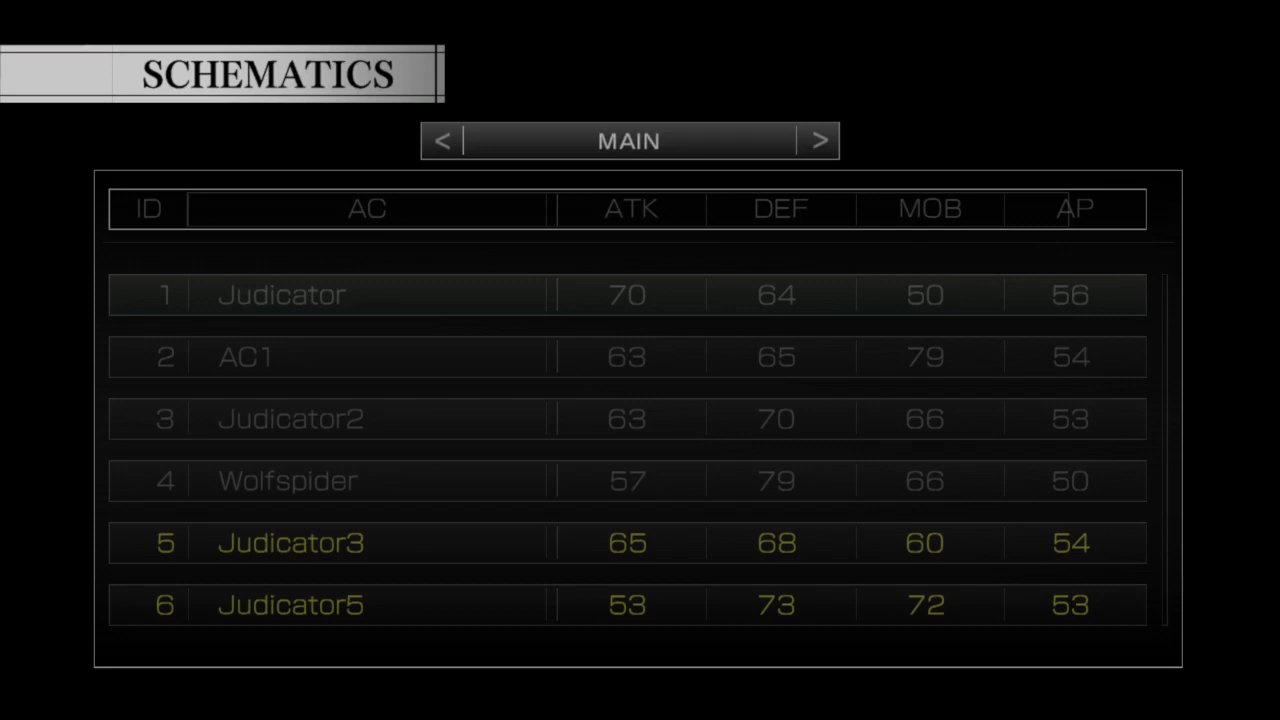 SCHEMATICS
< MAIN >
ID AC ATK DEF MOB AP
1 Judicator 70 64 50 56
2 AC1 63 65 79 54
3 Judicator2 63 70 66 53
4 Wolfspider 57 79 66 50
5 Judicator3 65 68 60 54
6 Judicator5 53 73 72 53